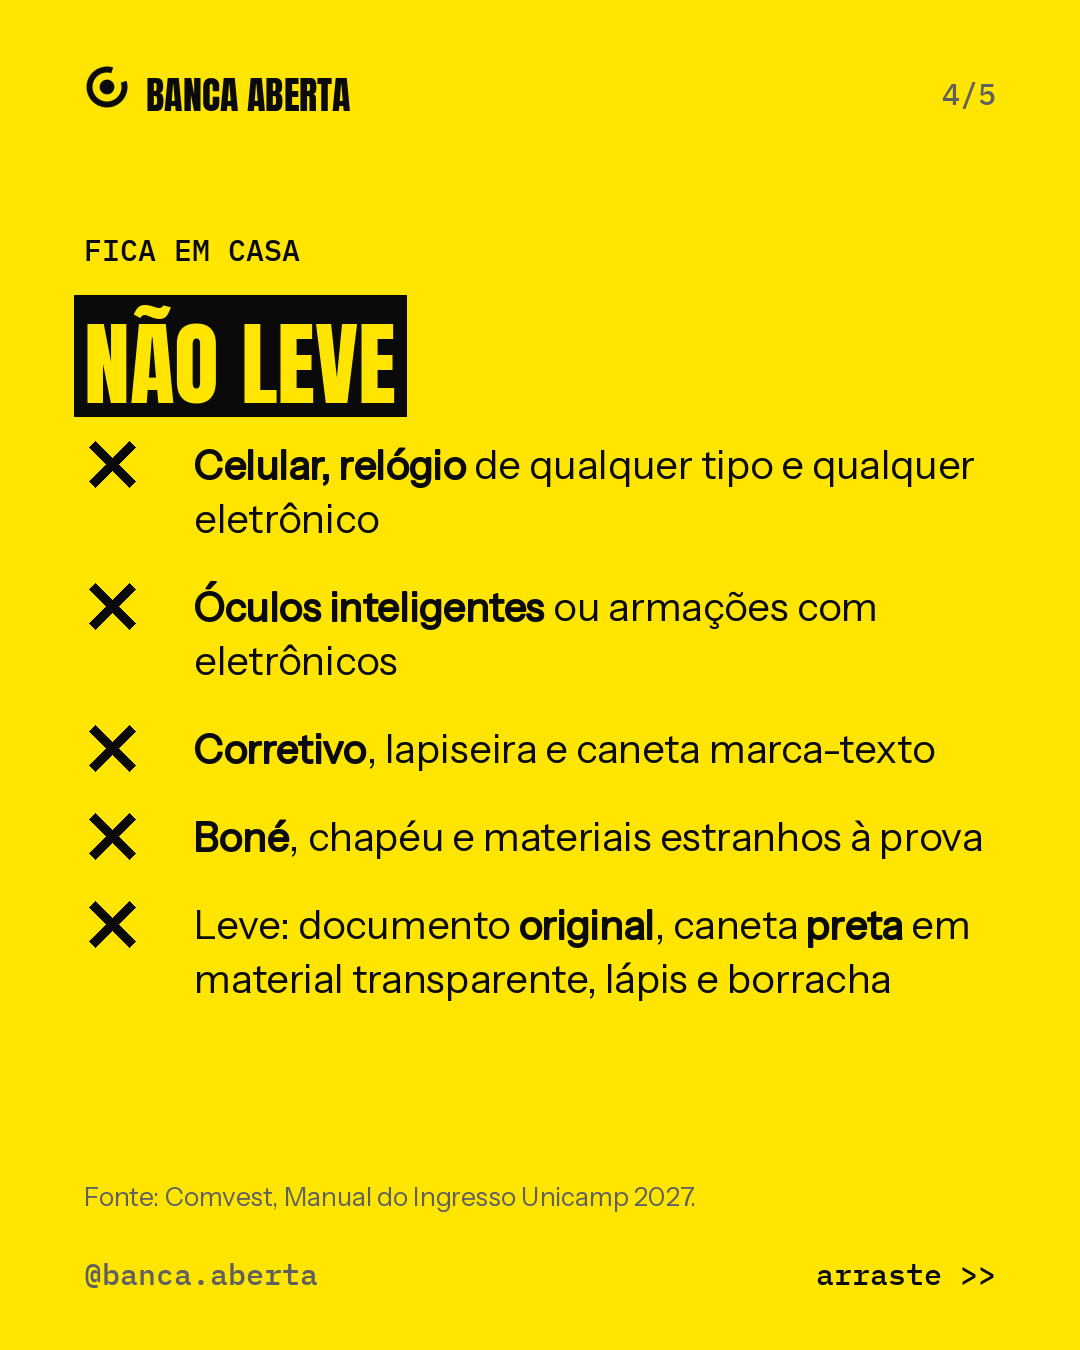 BANCA ABERTA
4/5
FICA EM CASA
NÃO LEVE
Celular, relógio de qualquer tipo e qualquer
eletrônico
Óculos inteligentes ou armações com
eletrônicos
Corretivo, lapiseira e caneta marca-texto
Boné, chapéu e materiais estranhos à prova
Leve: documento original, caneta preta em
material transparente, lápis e borracha
Fonte: Comvest, Manual do Ingresso Unicamp 2027.
@banca.aberta
arraste >>